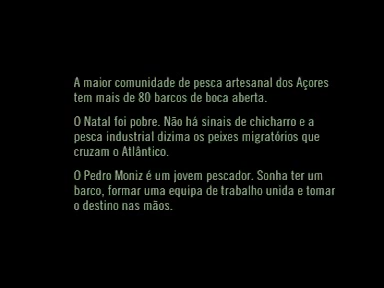 A maior comunidade de pesca artesanal dos Açores
tem mais de 80 barcos de boca aberta.
O Natal foi pobre. Não há sinais de chicharro e a
pesca industrial dizima os peixes migratórios que
cruzam o Atlântico.
O Pedro Moniz é um jovem pescador. Sonha ter um
barco, formar uma equipa de trabalho unida e tomar
o destino nas mãos.